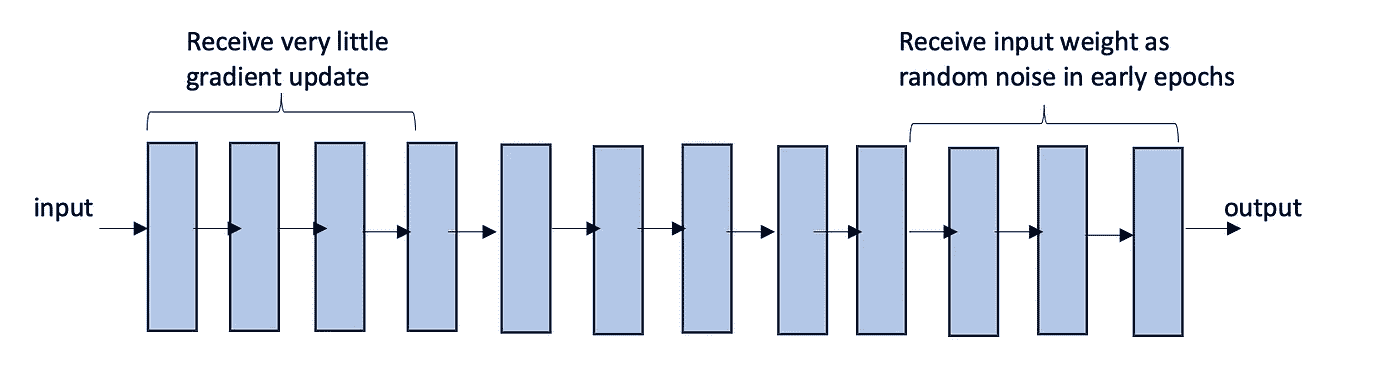 Receive very little
gradient update
Receive input weight as
random noise in early epochs
input
output